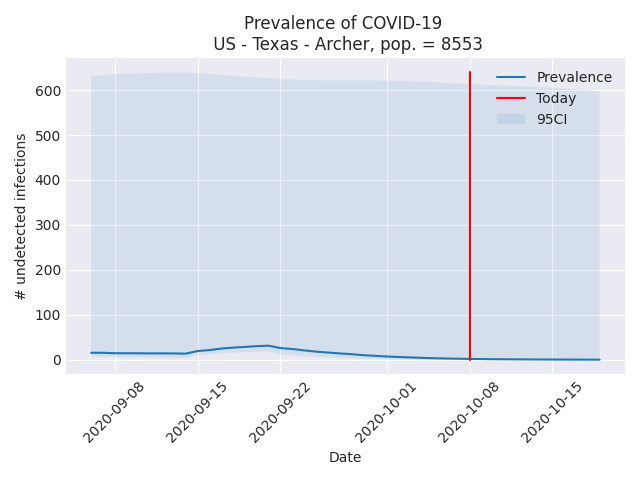 Prevalence of COVID-19
US - Texas - Archer, pop. = 8553
Prevalence
Today
95CI
# undetected infections
600
500
400
300
200
100
0
2020-09-08
2020-09-15
2020-09-22
2020-10-01
2020-10-08
2020-10-15
Date